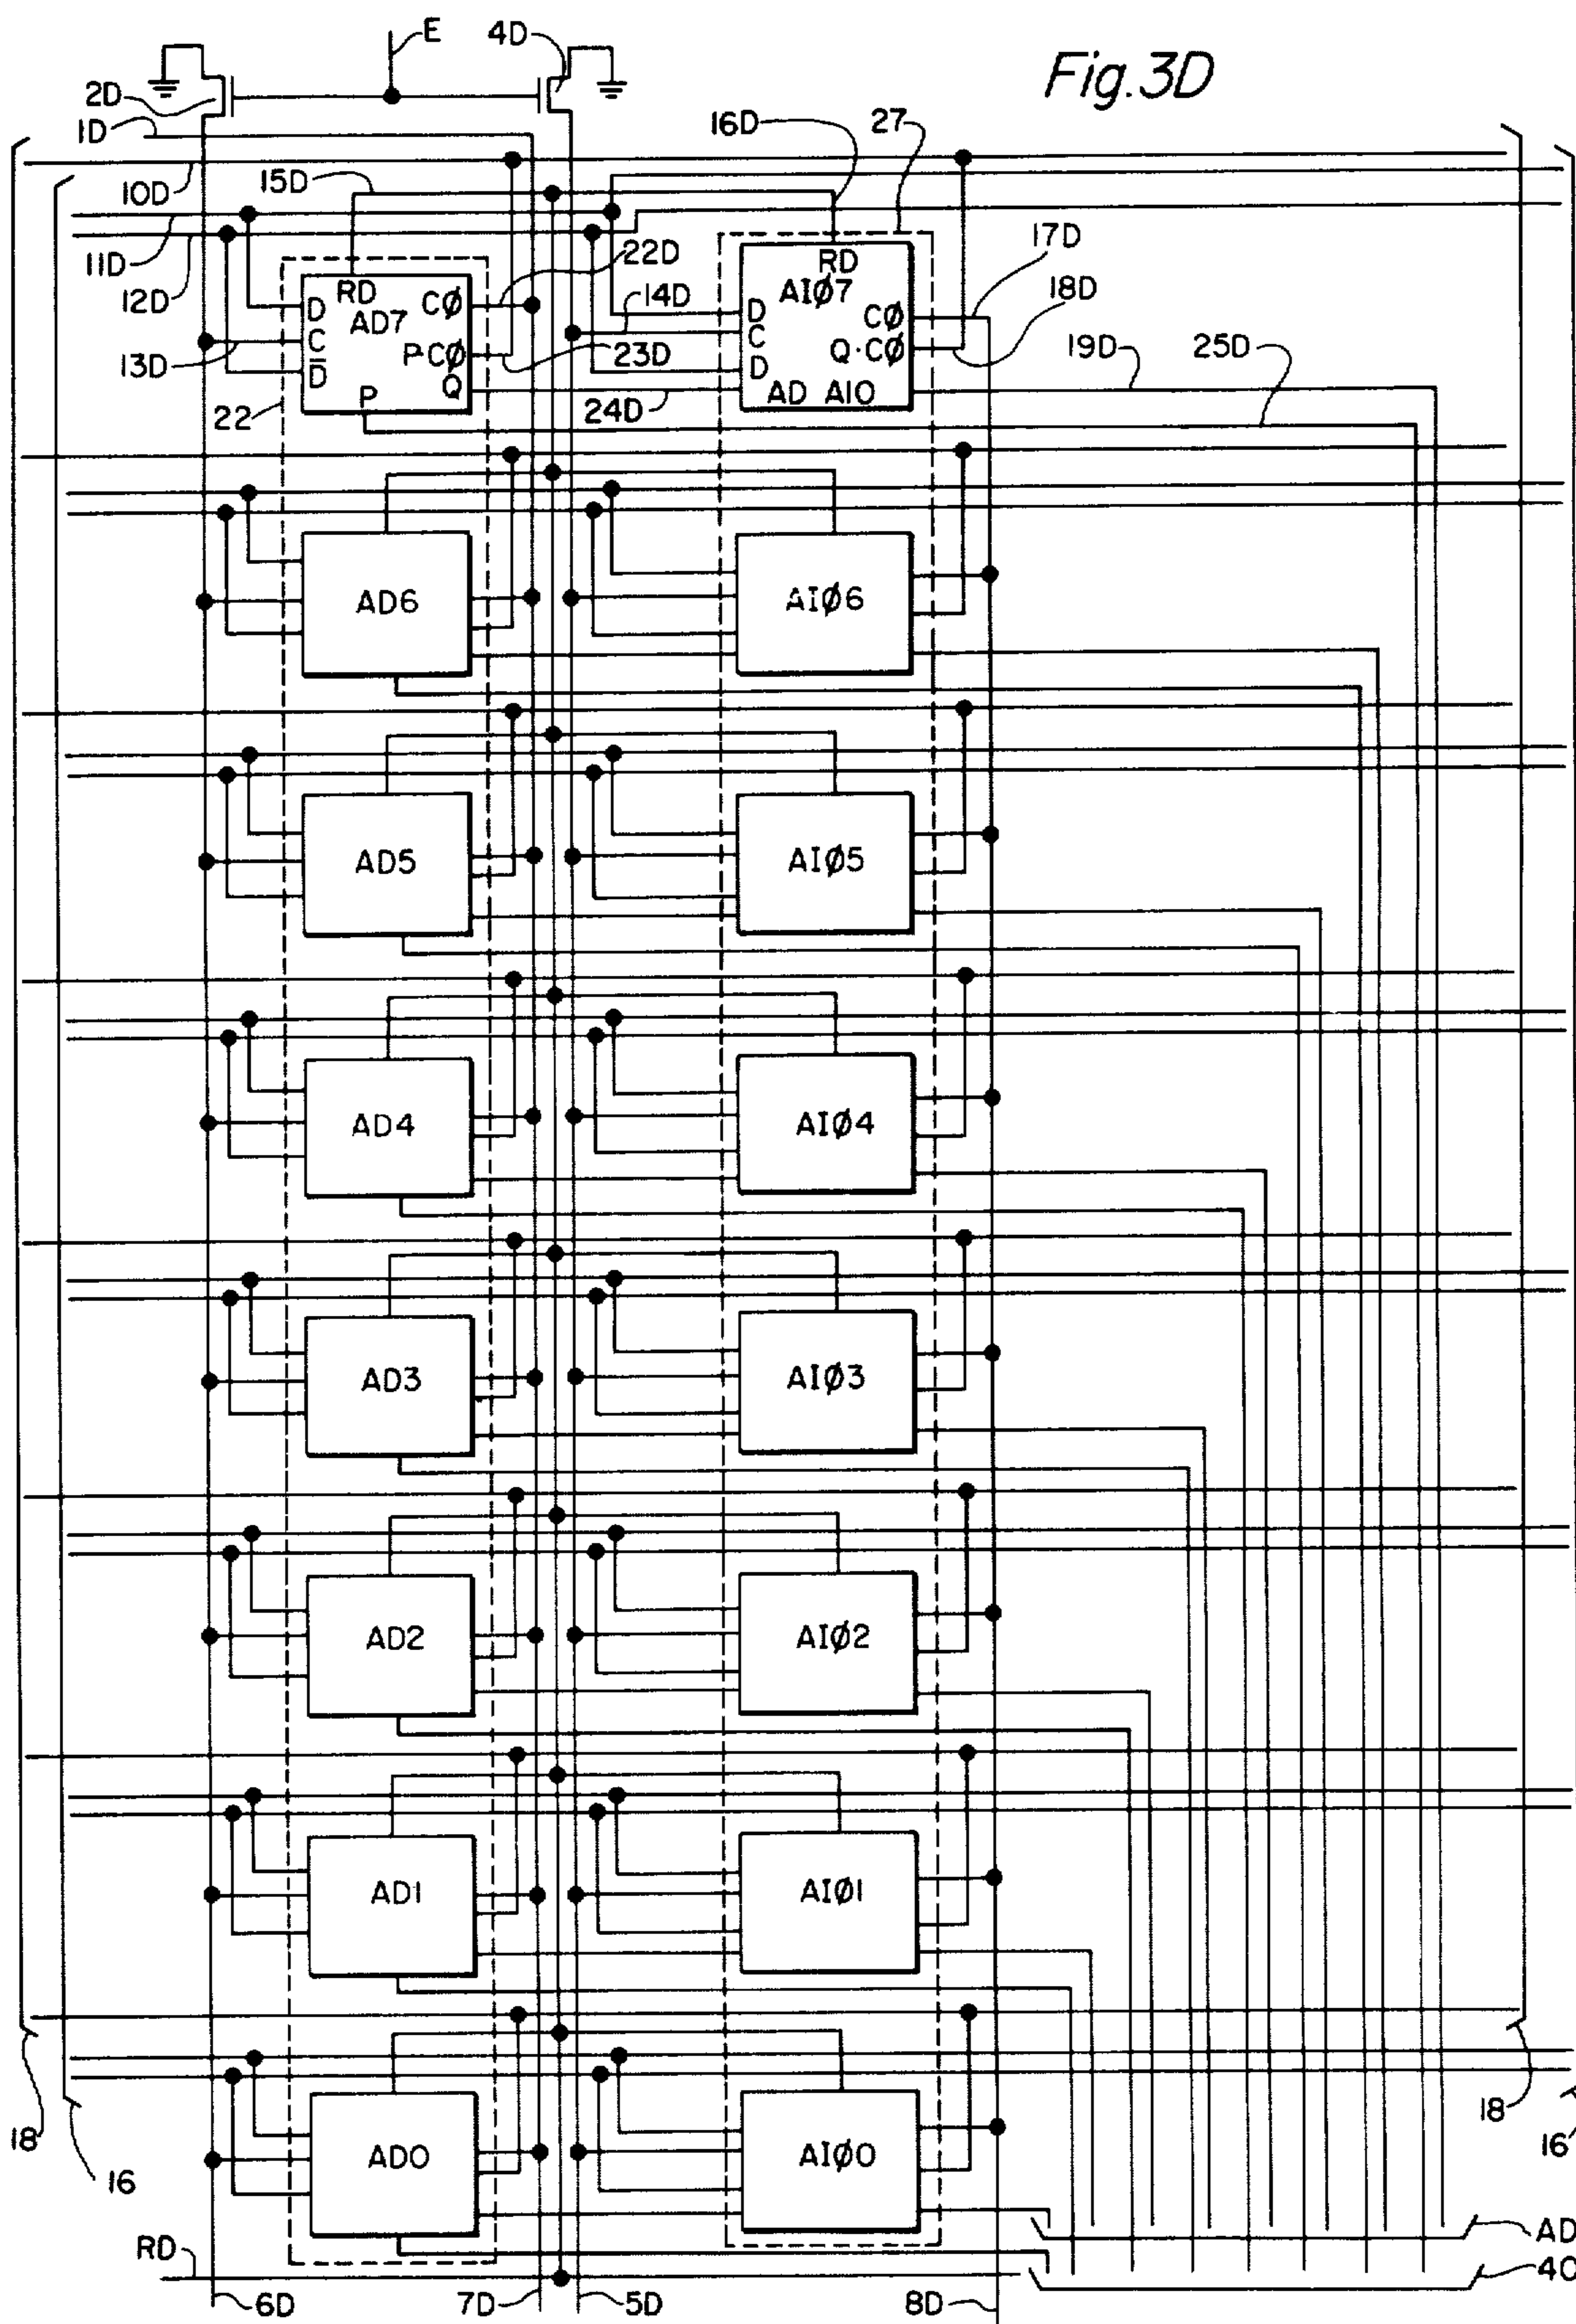 E
4D
Fig.3D
2D
1D
16D
27
10D
15D
11D
22D
17D
12D
14D
18D
RD
AD7
D
C
D̅
P
CØ
P·CØ
Q
RD
AIØ7
D
C
D
CØ
Q·CØ
AD AIO
13D
23D
19D
25D
22
24D
AD6
AIØ6
AD5
AIØ5
AD4
AIØ4
AD3
AIØ3
AD2
AIØ2
AD1
AIØ1
18
16
AD0
AIØ0
18
16
RD
AD
40
6D
7D
5D
8D